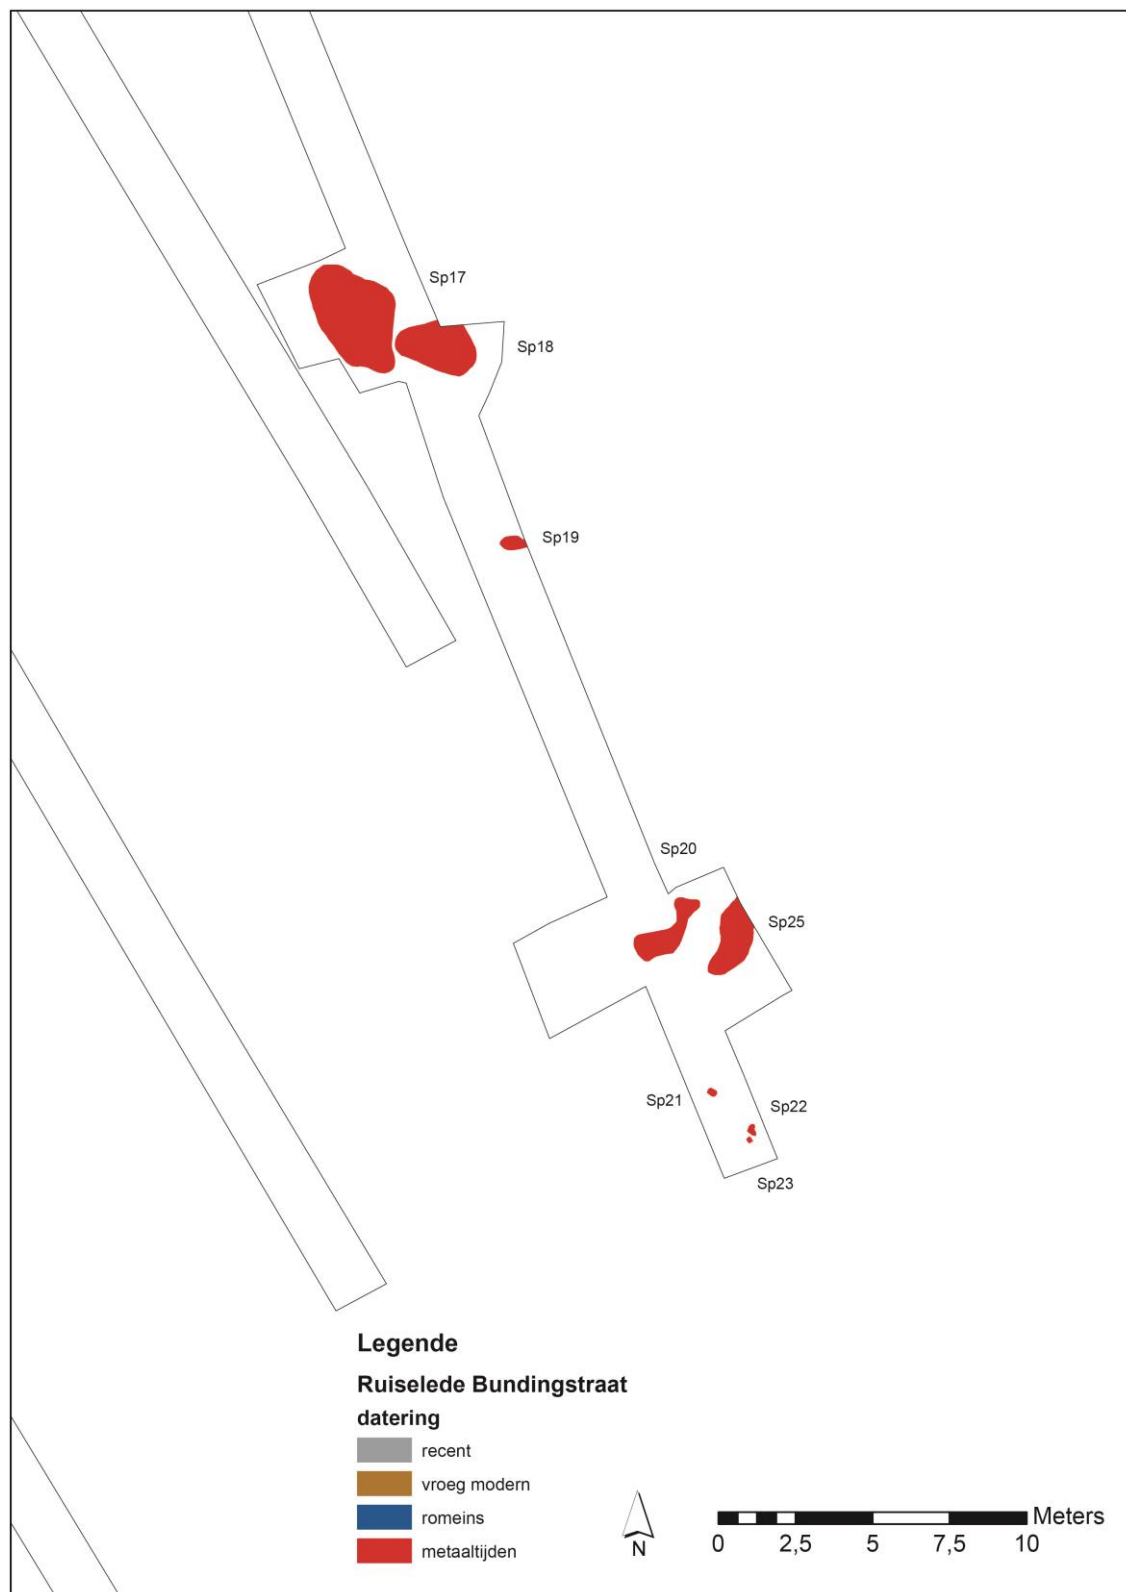 Sp17
Sp18
Sp19
Sp20
Sp25
Sp21
Sp22
Sp23
Legende
Ruiselede Bundingstraat
datering
recent
vroeg modern
romeins
metaaltijden
N
Meters
0 2,5 5 7,5 10